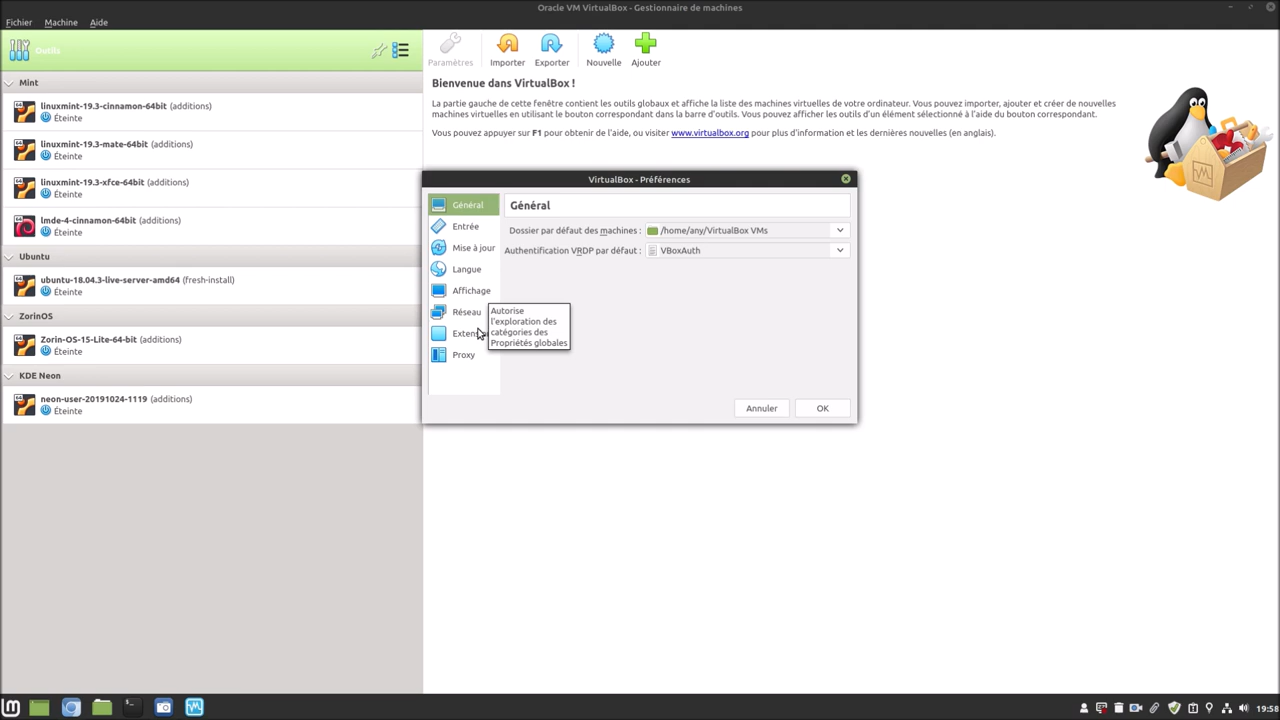 Oracle VM VirtualBox - Gestionnaire de machines
Fichier Machine Aide
Outils
Paramètres Importer Exporter Nouvelle Ajouter
Mint
linuxmint-19.3-cinnamon-64bit (additions)
Éteinte
linuxmint-19.3-mate-64bit (additions)
Éteinte
linuxmint-19.3-xfce-64bit (additions)
Éteinte
lmde-4-cinnamon-64bit (additions)
Éteinte
Ubuntu
ubuntu-18.04.3-live-server-amd64 (fresh-install)
Éteinte
ZorinOS
Zorin-OS-15-Lite-64-bit (additions)
Éteinte
KDE Neon
neon-user-20191024-1119 (additions)
Éteinte
Bienvenue dans VirtualBox !
La partie gauche de cette fenêtre contient les outils globaux et affiche la liste des machines virtuelles de votre ordinateur. Vous pouvez importer, ajouter et créer de nouvelles
machines virtuelles en utilisant le bouton correspondant dans la barre d'outils. Vous pouvez afficher les outils d'un élément sélectionné à l'aide du bouton correspondant.
Vous pouvez appuyer sur F1 pour obtenir de l'aide, ou visiter www.virtualbox.org pour plus d'information et les dernières nouvelles (en anglais).
VirtualBox - Préférences
Général
Entrée
Mise à jour
Langue
Affichage
Réseau
Proxy
Général
Dossier par défaut des machines : /home/any/VirtualBox VMs
Authentification VRDP par défaut : VBoxAuth
Autorise
l'exploration des
catégories des
Propriétés globales
Annuler OK
19:58